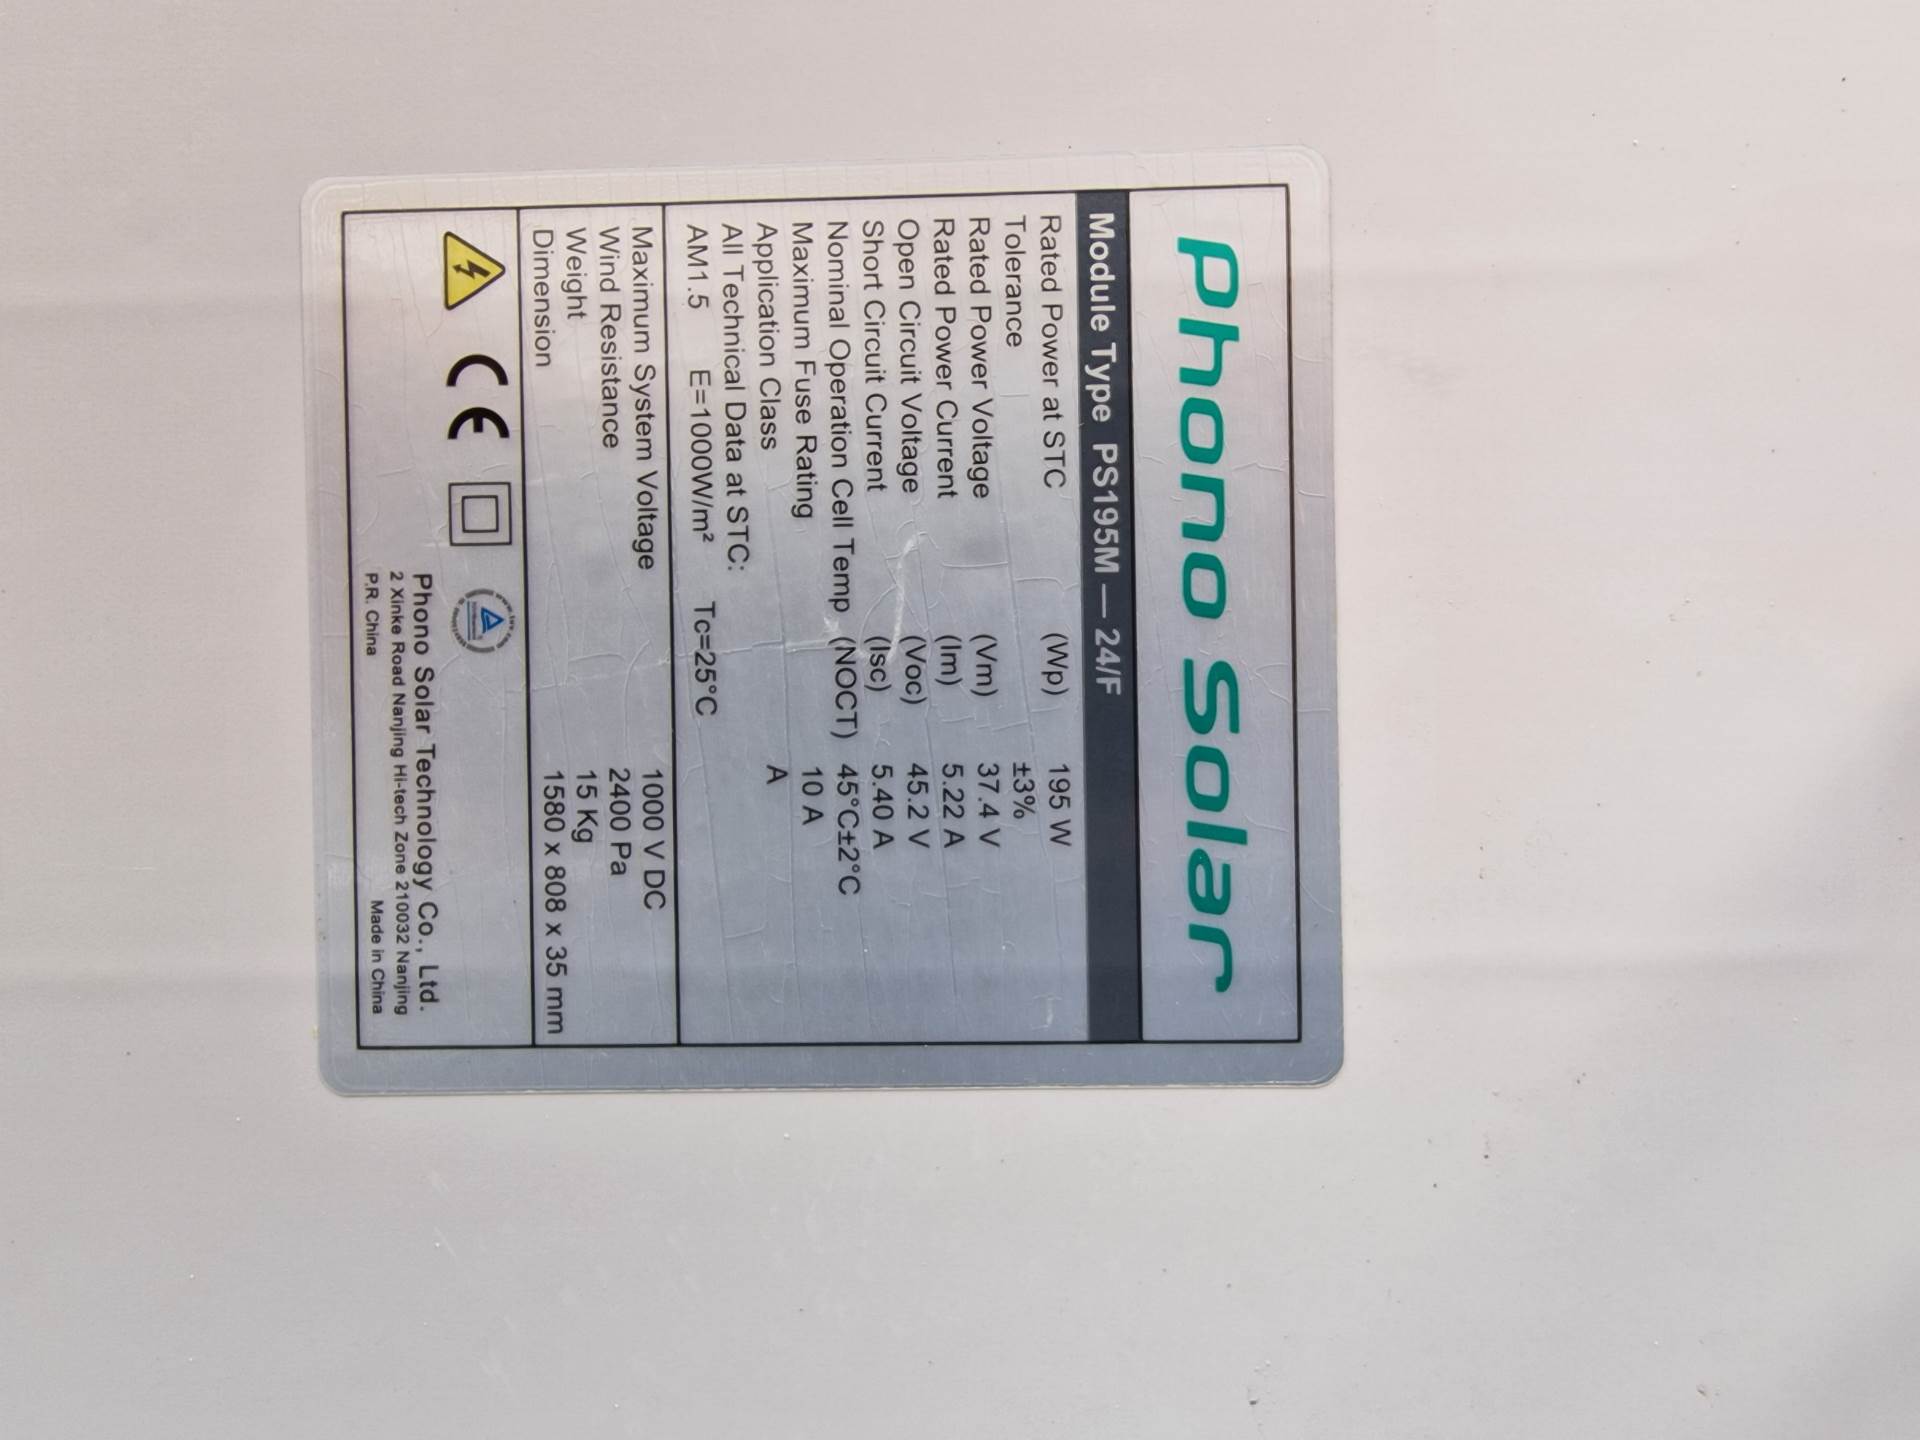 Phono Solar
Module Type PS195M — 24/F
Rated Power at STC (Wp) 195 W
Tolerance ±3%
Rated Power Voltage (Vm) 37.4 V
Rated Power Current (Im) 5.22 A
Open Circuit Voltage (Voc) 45.2 V
Short Circuit Current (Isc) 5.40 A
Nominal Operation Cell Temp (NOCT) 45°C±2°C
Maximum Fuse Rating 10 A
Application Class A
All Technical Data at STC:
AM1.5 E=1000W/m² Tc=25°C
Maximum System Voltage 1000 V DC
Wind Resistance 2400 Pa
Weight 15 Kg
Dimension 1580 x 808 x 35 mm
CE
Phono Solar Technology Co., Ltd.
2 Xinke Road Nanjing Hi-tech Zone 210032 Nanjing
P.R. China Made in China